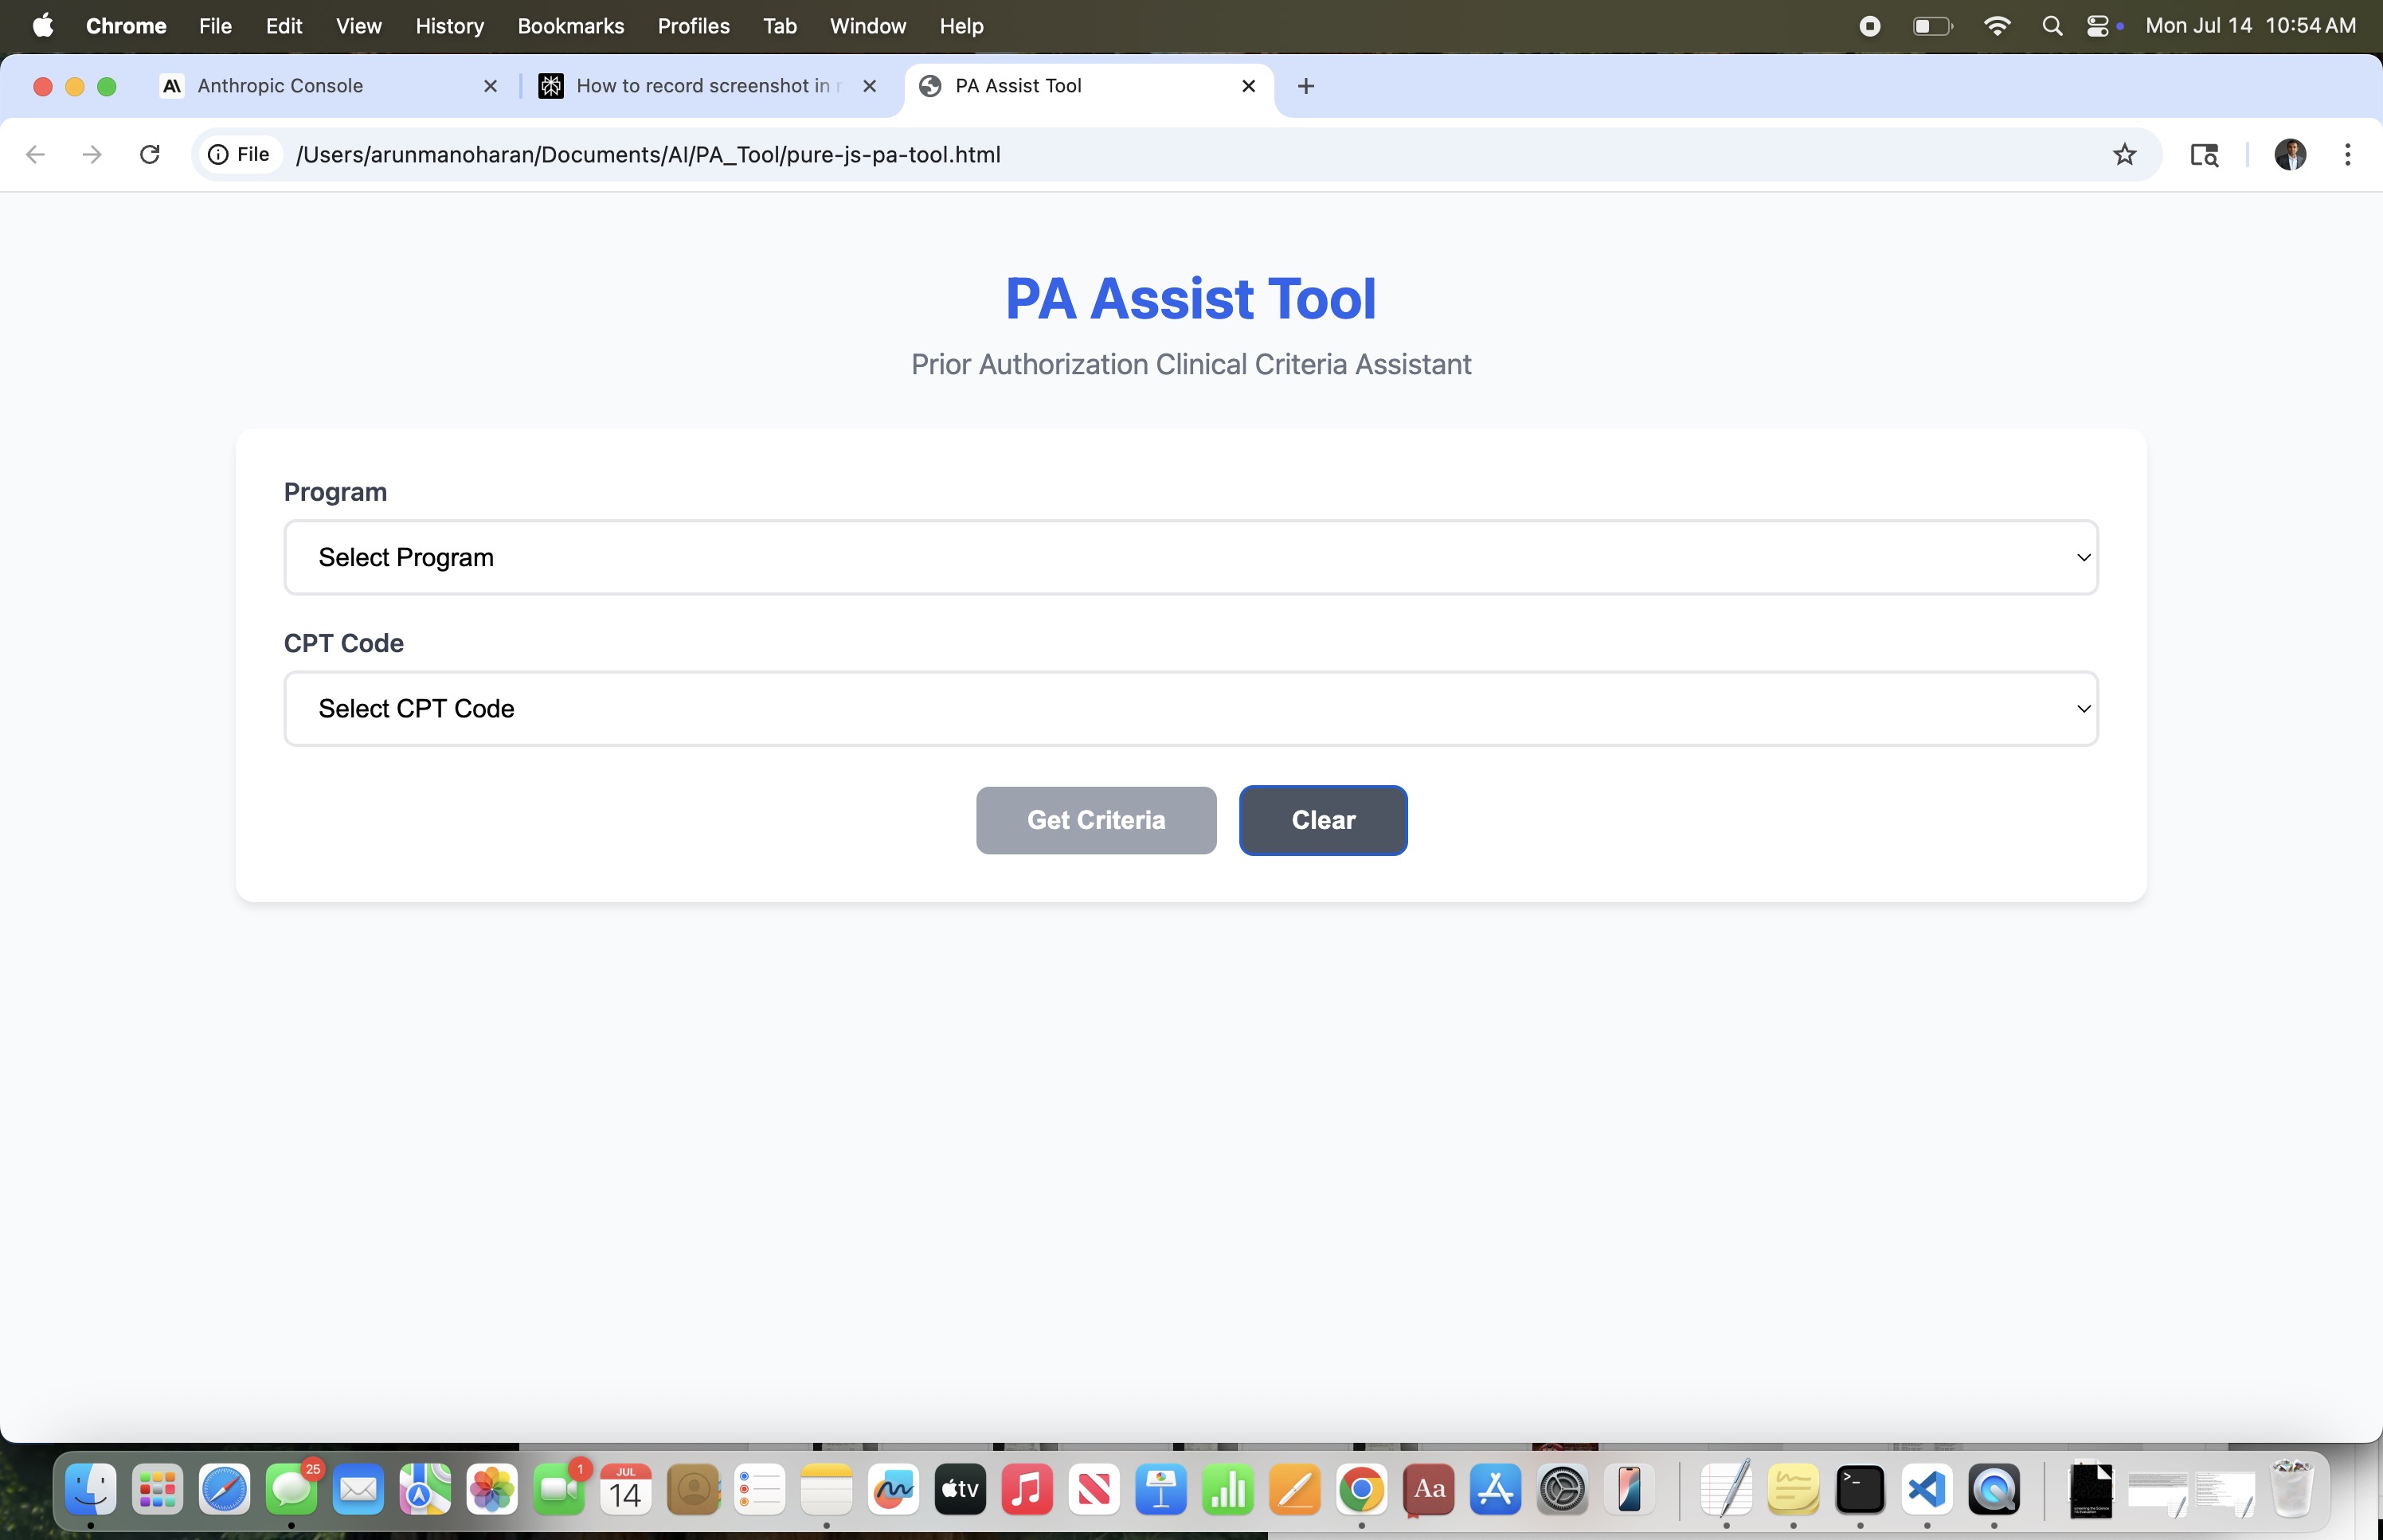 Chrome File Edit View History Bookmarks Profiles Tab Window Help Mon Jul 14 10:54 AM
Anthropic Console How to record screenshot in PA Assist Tool
File /Users/arunmanoharan/Documents/AI/PA_Tool/pure-js-pa-tool.html
PA Assist Tool
Prior Authorization Clinical Criteria Assistant
Program
Select Program
CPT Code
Select CPT Code
Get Criteria Clear
25 1 JUL
14 tv Aa >_